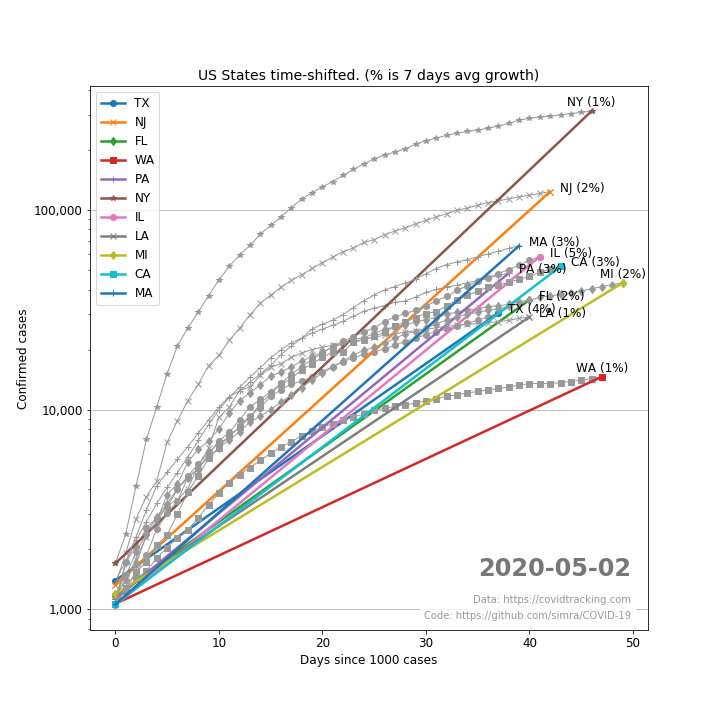 US States time-shifted. (% is 7 days avg growth)
TX
NJ
FL
WA
PA
NY
IL
LA
MI
CA
MA
NY (1%)
NJ (2%)
MA (3%)
IL (5%)
CA (3%)
PA (3%)
MI (2%)
FL (2%)
TX (4%)
LA (1%)
WA (1%)
100,000
10,000
1,000
Confirmed cases
2020-05-02
Data: https://covidtracking.com
Code: https://github.com/simra/COVID-19
0 10 20 30 40 50
Days since 1000 cases